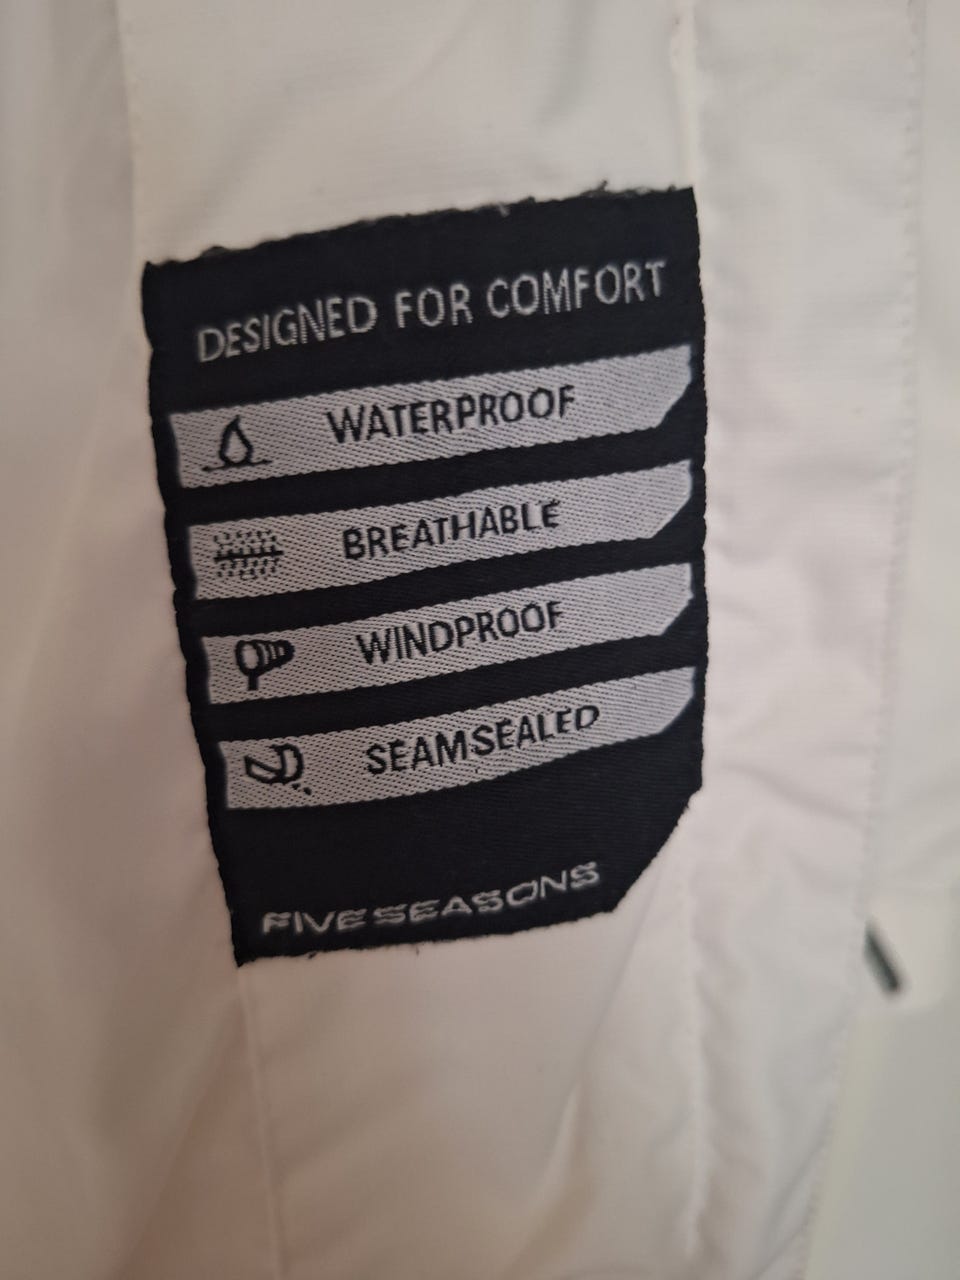 DESIGNED FOR COMFORT
WATERPROOF
BREATHABLE
WINDPROOF
SEAMSEALED
FIVESEASONS